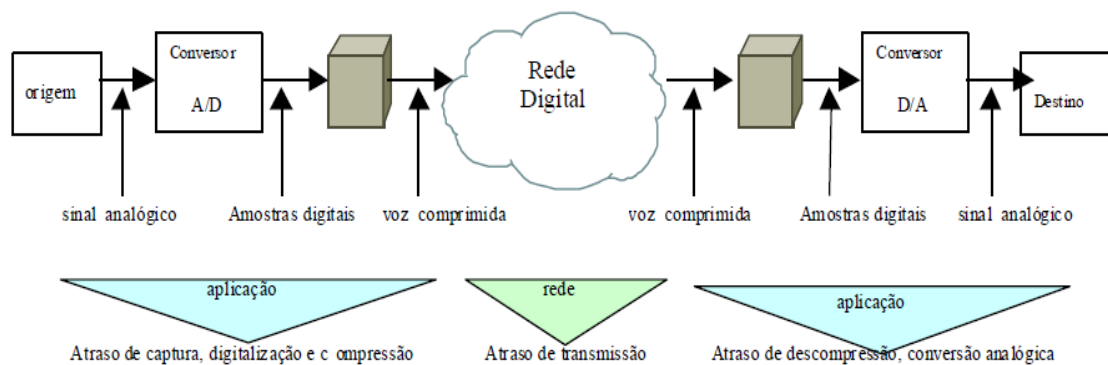 origem
Conversor
A/D
Rede
Digital
Conversor
D/A
Destino
sinal analógico
Amostras digitais
voz comprimida
voz comprimida
Amostras digitais
sinal analógico
aplicação
rede
aplicação
Atraso de captura, digitalização e c ompressão
Atraso de transmissão
Atraso de descompressão, conversão analógica